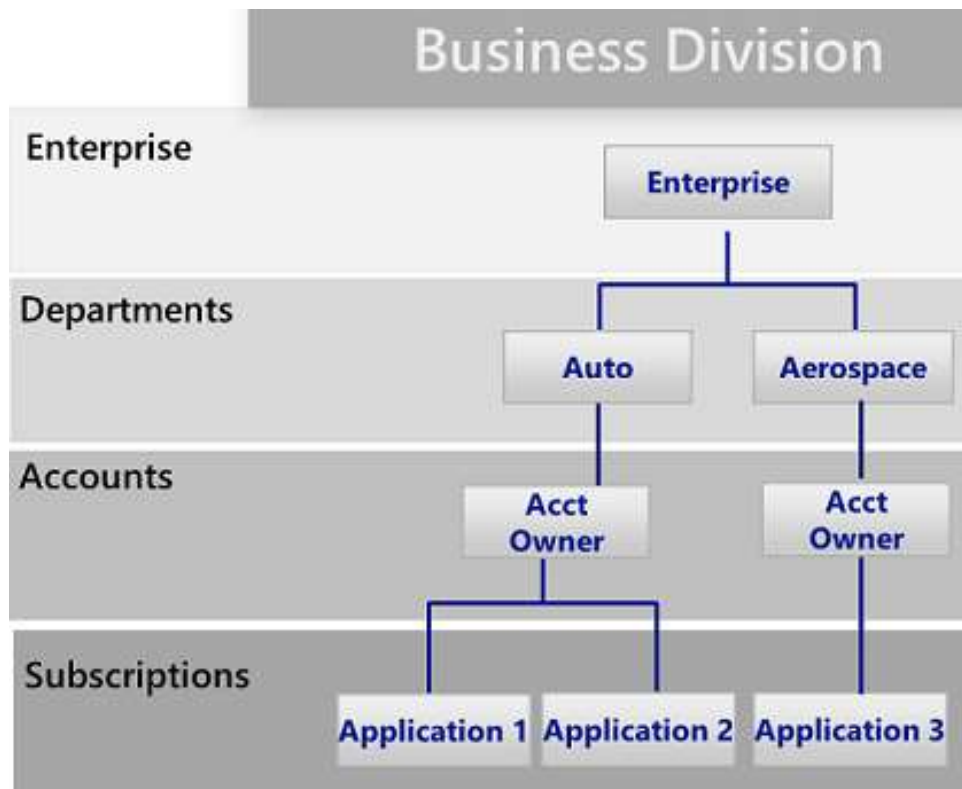 Business Division
Enterprise
Enterprise
Departments
Auto
Aerospace
Accounts
Acct
Owner
Acct
Owner
Subscriptions
Application 1
Application 2
Application 3